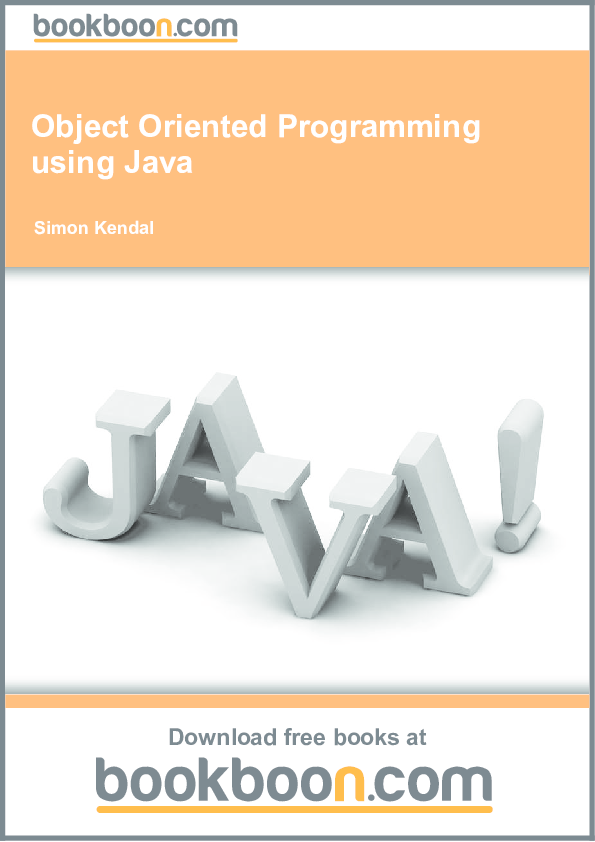 bookboon.com
Object Oriented Programming
using Java
Simon Kendal
JAVA!
Download free books at
bookboon.com